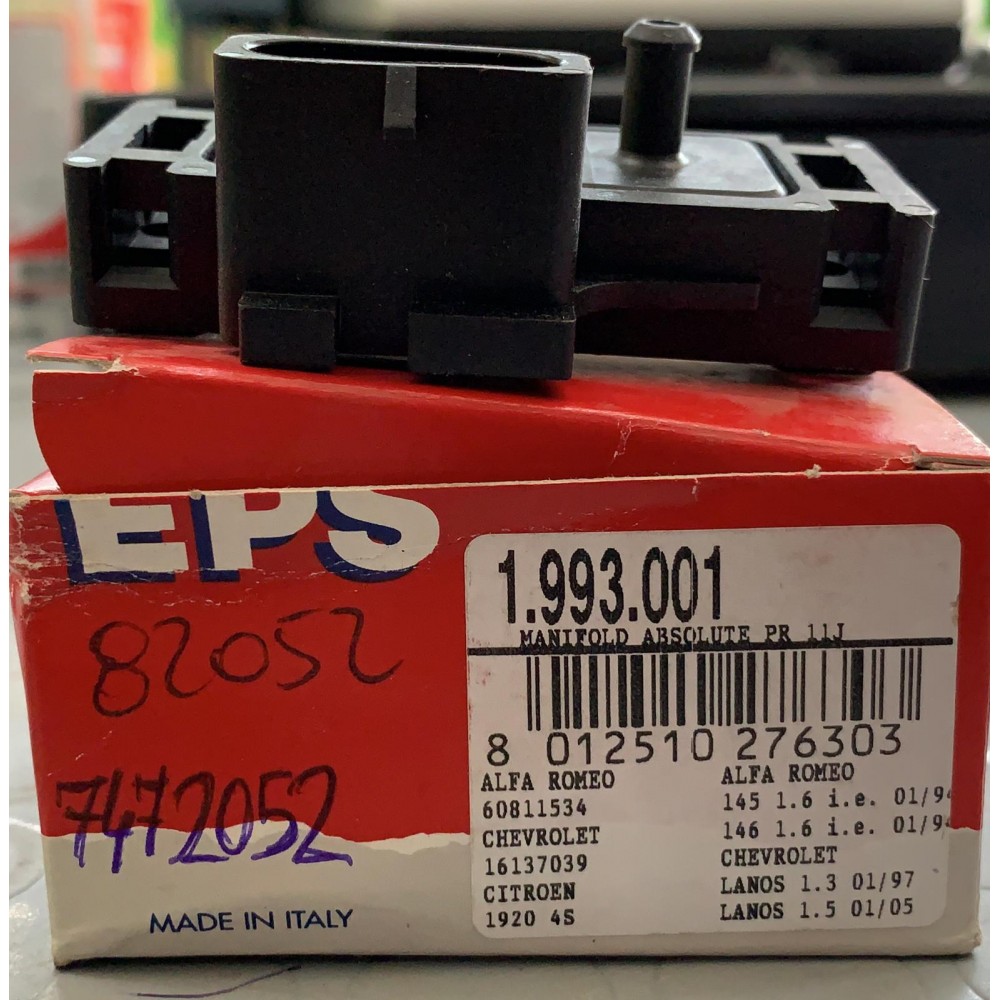 EPS
82052
7472052
MADE IN ITALY
1.993.001
MANIFOLD ABSOLUTE PR 11J
8 012510 276303
ALFA ROMEO
60811534
CHEVROLET
16137039
CITROEN
1920 4S
ALFA ROMEO
145 1.6 i.e. 01/94
146 1.6 i.e. 01/94
CHEVROLET
LANOS 1.3 01/97
LANOS 1.5 01/05